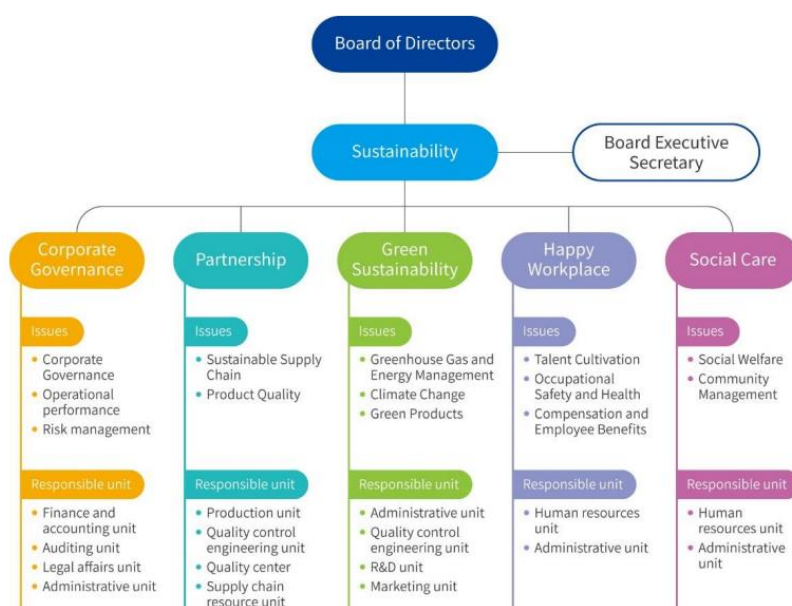 Board of Directors
Sustainability
Board Executive
Secretary
Corporate
Governance
Issues
• Corporate
Governance
• Operational
performance
• Risk management
Responsible unit
• Finance and
accounting unit
• Auditing unit
• Legal affairs unit
• Administrative unit
Partnership
Issues
• Sustainable Supply
Chain
• Product Quality
Responsible unit
• Production unit
• Quality control
engineering unit
• Quality center
• Supply chain
resource unit
Green
Sustainability
Issues
• Greenhouse Gas and
Energy Management
• Climate Change
• Green Products
Responsible unit
• Administrative unit
• Quality control
engineering unit
• R&D unit
• Marketing unit
Happy
Workplace
Issues
• Talent Cultivation
• Occupational
Safety and Health
• Compensation and
Employee Benefits
Responsible unit
• Human resources
unit
• Administrative unit
Social Care
Issues
• Social Welfare
• Community
Management
Responsible unit
• Human
resources unit
• Administrative
unit